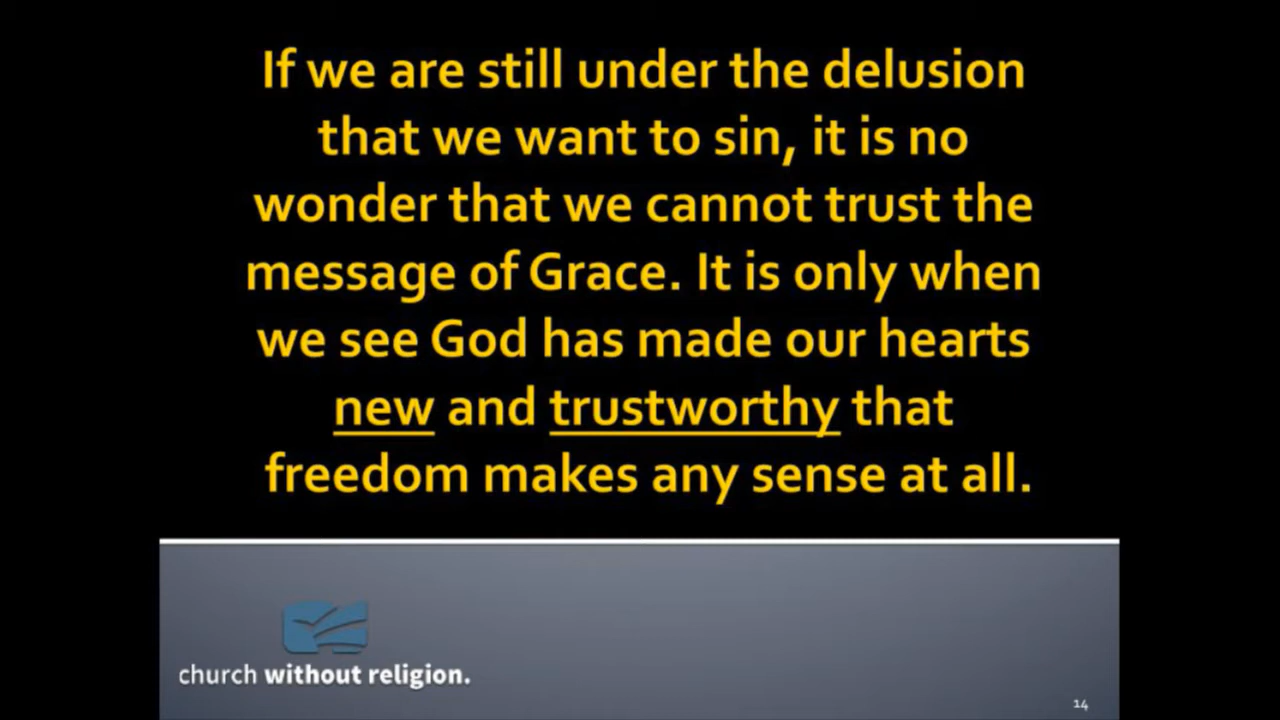 If we are still under the delusion
that we want to sin, it is no
wonder that we cannot trust the
message of Grace. It is only when
we see God has made our hearts
new and trustworthy that
freedom makes any sense at all.
church without religion.
14